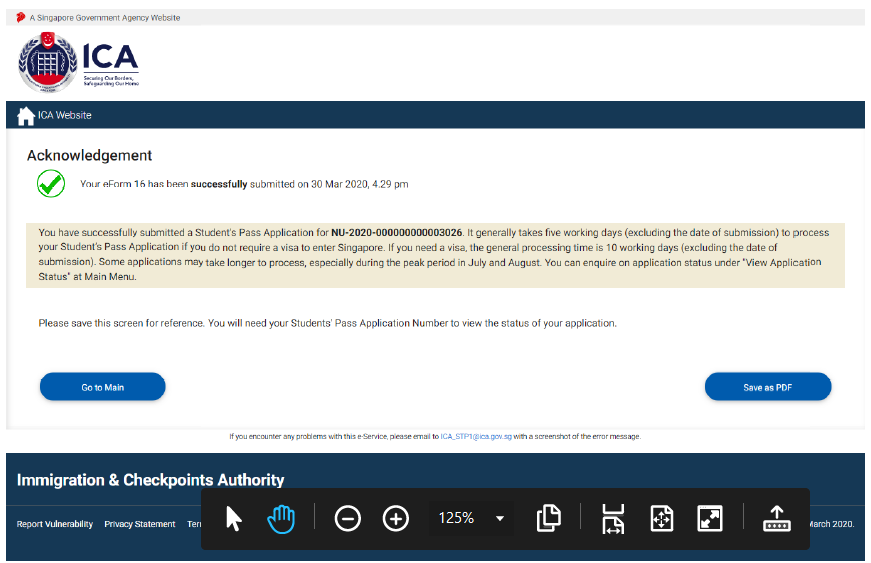 A Singapore Government Agency Website
ICA
Securing Our Borders,
Safeguarding Our Home
ICA Website
Acknowledgement
Your eForm 16 has been successfully submitted on 30 Mar 2020, 4.29 pm
You have successfully submitted a Student's Pass Application for NU-2020-000000000003026. It generally takes five working days (excluding the date of submission) to process
your Student's Pass Application if you do not require a visa to enter Singapore. If you need a visa, the general processing time is 10 working days (excluding the date of
submission). Some applications may take longer to process, especially during the peak period in July and August. You can enquire on application status under "View Application
Status" at Main Menu.
Please save this screen for reference. You will need your Students' Pass Application Number to view the status of your application.
Go to Main
Save as PDF
If you encounter any problems with this e-Service, please email to ICA_STP1@ica.gov.sg with a screenshot of the error message.
Immigration & Checkpoints Authority
Report Vulnerability Privacy Statement Ter March 2020.
125%